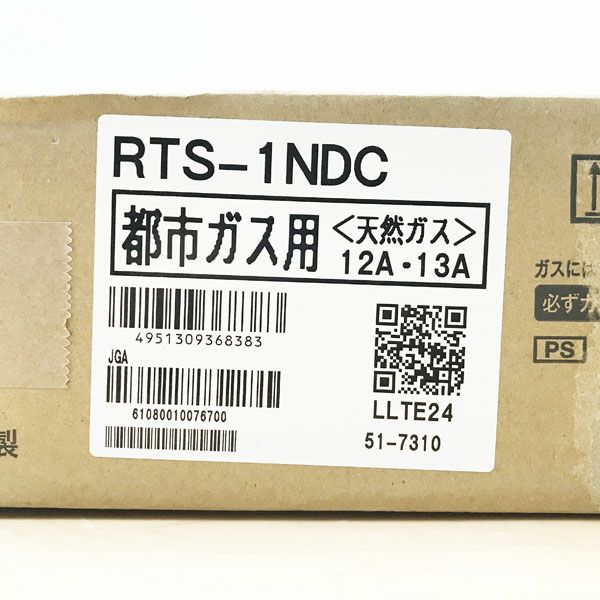 RTS-1NDC
都市ガス用
<天然ガス>
12A・13A
4951309368383
JGA
61080010076700
LLTE24
51-7310
ガスには
必ずガ
PS
製